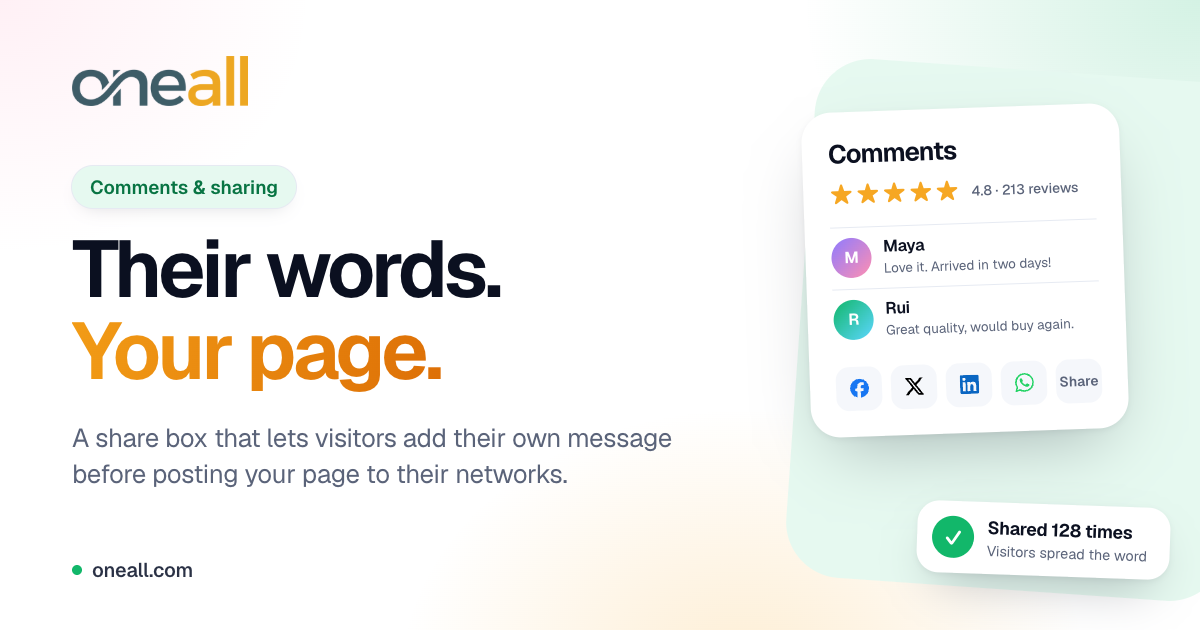 oneall
Comments & sharing
Their words.
Your page.
A share box that lets visitors add their own message
before posting your page to their networks.
oneall.com
Comments
4.8 · 213 reviews
M
Maya
Love it. Arrived in two days!
R
Rui
Great quality, would buy again.
Share
Shared 128 times
Visitors spread the word